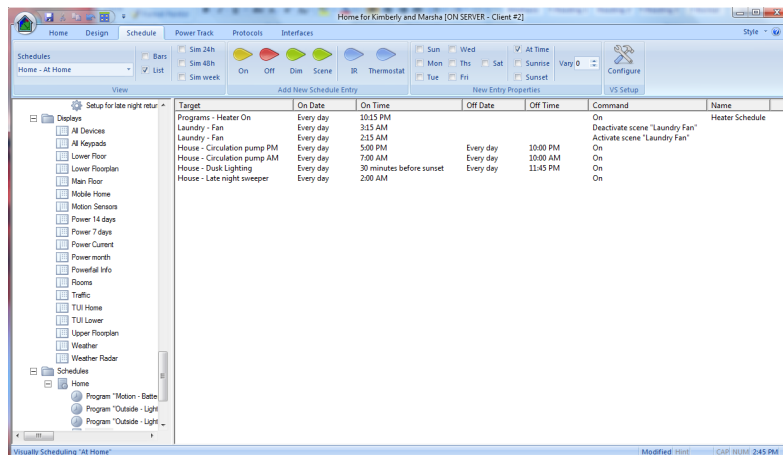 Home for Kimberly and Marsha [ON SERVER - Client #2]
Home Design Schedule Power Track Protocols Interfaces Style
Schedules
Home - At Home
Bars
List
View
Sim 24h
Sim 48h
Sim week
On Off Dim Scene IR Thermostat
Add New Schedule Entry
Sun Wed
Mon Ths Sat
Tue Fri
At Time
Sunrise
Sunset
Vary 0
New Entry Properties
Configure
VS Setup
Setup for late night retur
Displays
All Devices
All Keypads
Lower Floor
Lower Floorplan
Main Floor
Mobile Home
Motion Sensors
Power 14 days
Power 7 days
Power Current
Power month
Powerfail Info
Rooms
Traffic
TUI Home
TUI Lower
Upper Floorplan
Weather
Weather Radar
Schedules
Home
Program "Motion - Batte
Program "Outside - Light
Program "Outside - Light
Target On Date On Time Off Date Off Time Command Name
Programs - Heater On Every day 10:15 PM On Heater Schedule
Laundry - Fan Every day 3:15 AM Deactivate scene "Laundry Fan"
Laundry - Fan Every day 2:15 AM Activate scene "Laundry Fan"
House - Circulation pump PM Every day 5:00 PM Every day 10:00 PM On
House - Circulation pump AM Every day 7:00 AM Every day 10:00 AM On
House - Dusk Lighting Every day 30 minutes before sunset Every day 11:45 PM On
House - Late night sweeper Every day 2:00 AM On
Visually Scheduling "At Home" Modified Hint CAP NUM 2:45 PM